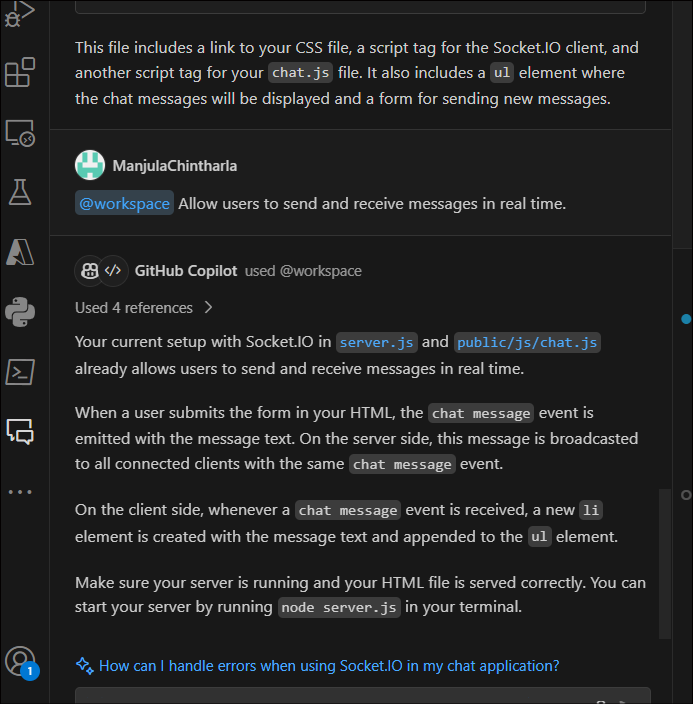 This file includes a link to your CSS file, a script tag for the Socket.IO client, and
another script tag for your chat.js file. It also includes a ul element where
the chat messages will be displayed and a form for sending new messages.
ManjulaChintharla
@workspace Allow users to send and receive messages in real time.
GitHub Copilot used @workspace
Used 4 references
Your current setup with Socket.IO in server.js and public/js/chat.js
already allows users to send and receive messages in real time.
When a user submits the form in your HTML, the chat message event is
emitted with the message text. On the server side, this message is broadcasted
to all connected clients with the same chat message event.
On the client side, whenever a chat message event is received, a new li
element is created with the message text and appended to the ul element.
Make sure your server is running and your HTML file is served correctly. You can
start your server by running node server.js in your terminal.
1
How can I handle errors when using Socket.IO in my chat application?